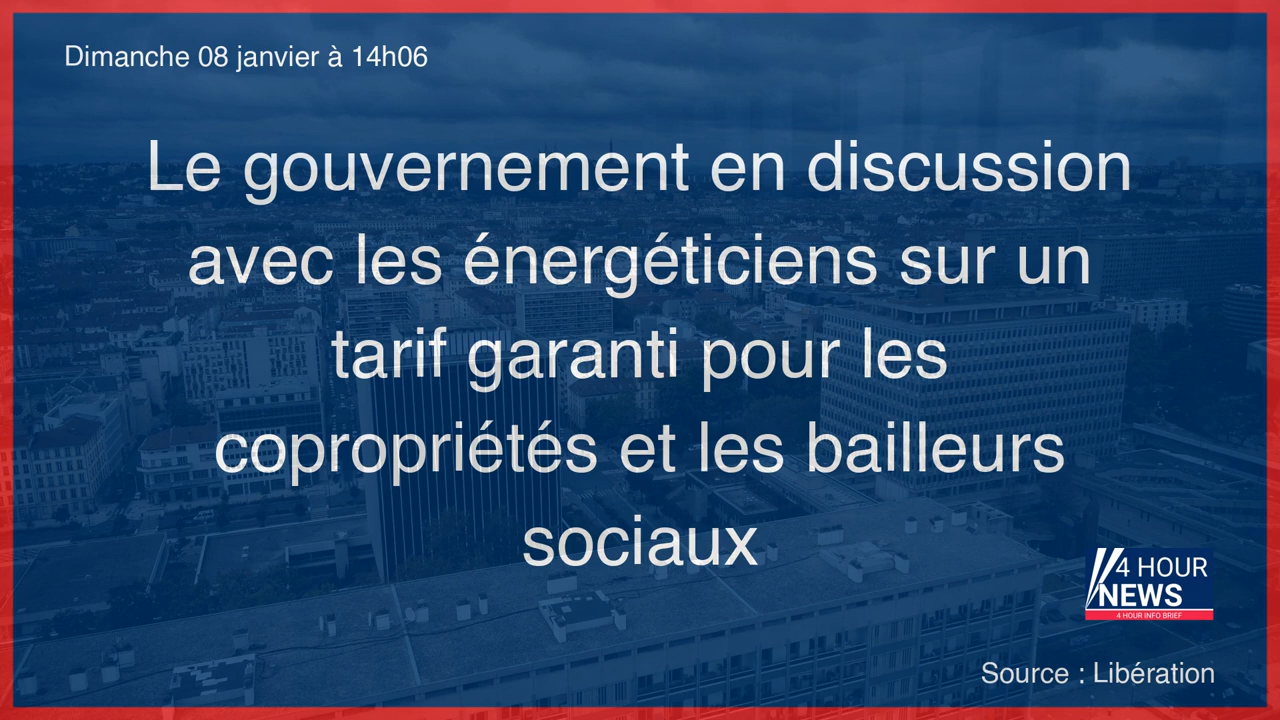 Dimanche 08 janvier à 14h06
Le gouvernement en discussion
avec les énergéticiens sur un
tarif garanti pour les
copropriétés et les bailleurs
sociaux
4 HOUR
NEWS
4 HOUR INFO BRIEF
Source : Libération